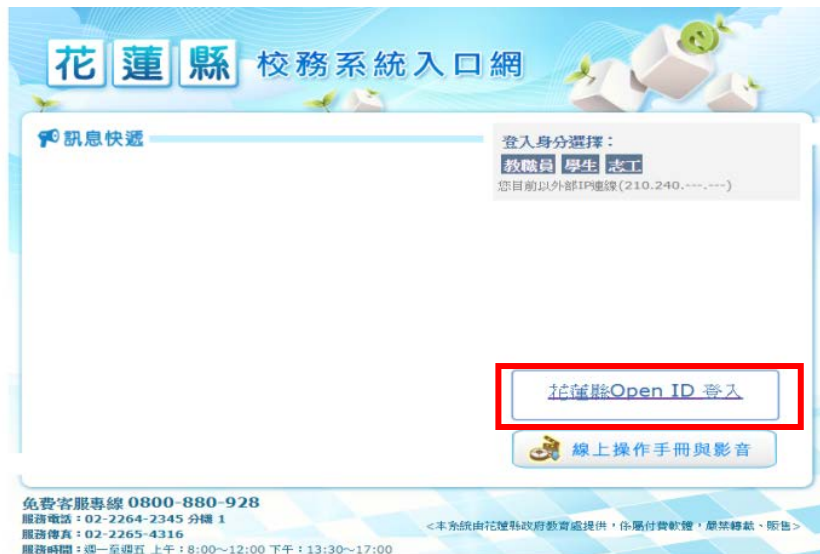 花蓮縣 校務系統入口網
訊息快遞
登入身分選擇：
教職員 學生 志工
您目前以外部IP連線(210.240.---.---)
花蓮縣Open ID 登入
線上操作手冊與影音
免費客服專線 0800-880-928
服務電話：02-2264-2345 分機 1
服務傳真：02-2265-4316
服務時間：週一至週五 上午：8:00~12:00 下午：13:30~17:00
<本系統由花蓮縣政府教育處提供，係屬付費軟體，嚴禁轉載、販售>